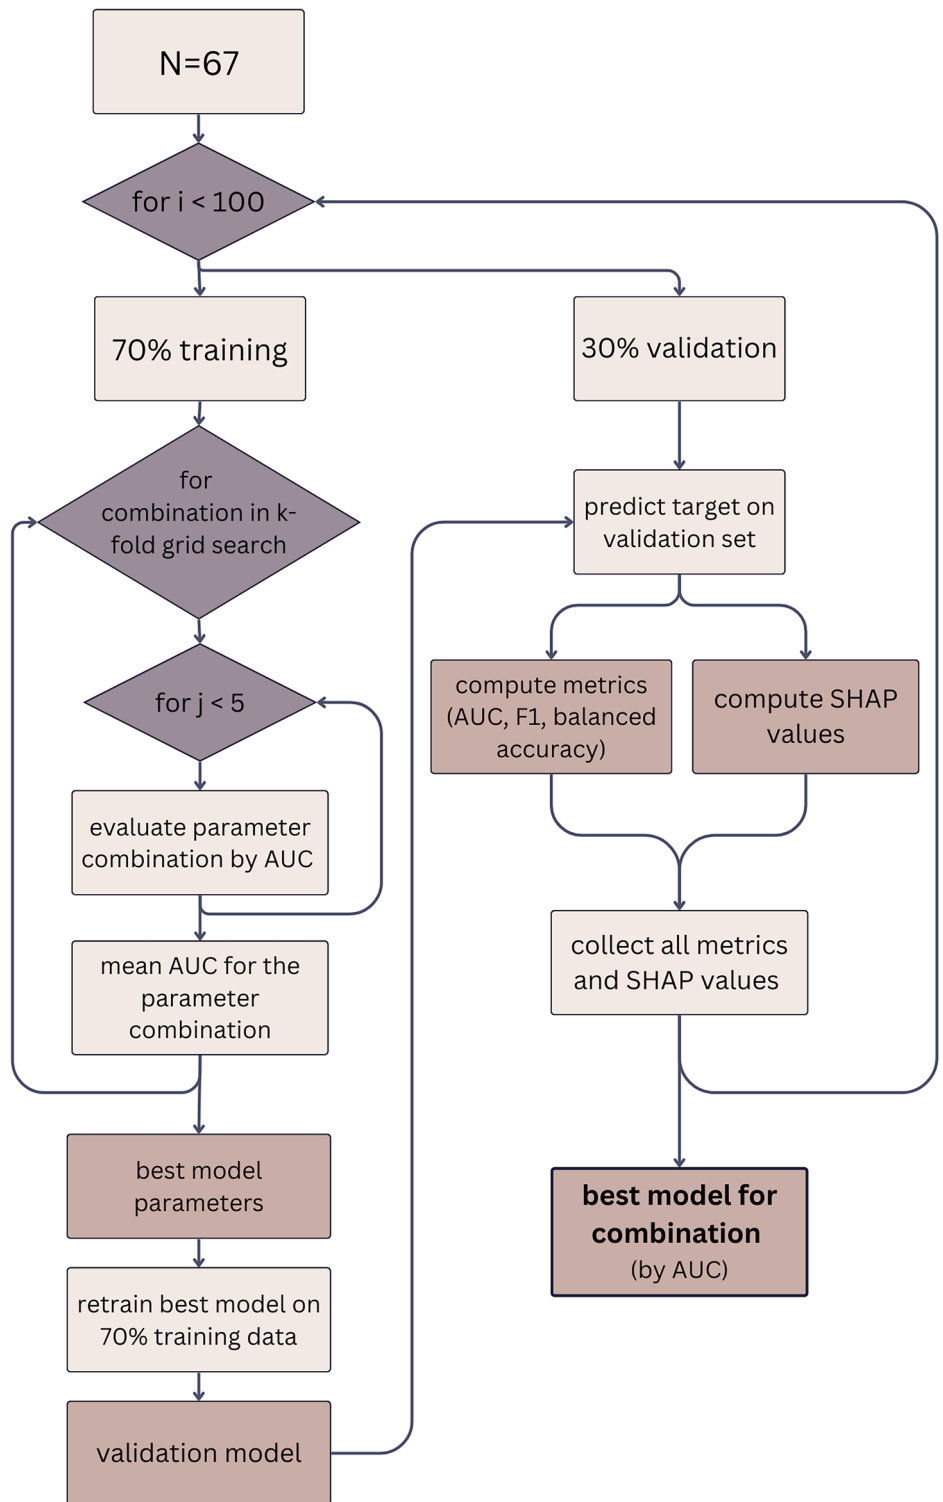 N=67
for i < 100
70% training
30% validation
for
combination in k-
fold grid search
predict target on
validation set
for j < 5
compute metrics
(AUC, F1, balanced
accuracy)
compute SHAP
values
evaluate parameter
combination by AUC
mean AUC for the
parameter
combination
collect all metrics
and SHAP values
best model
parameters
best model for
combination
(by AUC)
retrain best model on
70% training data
validation model